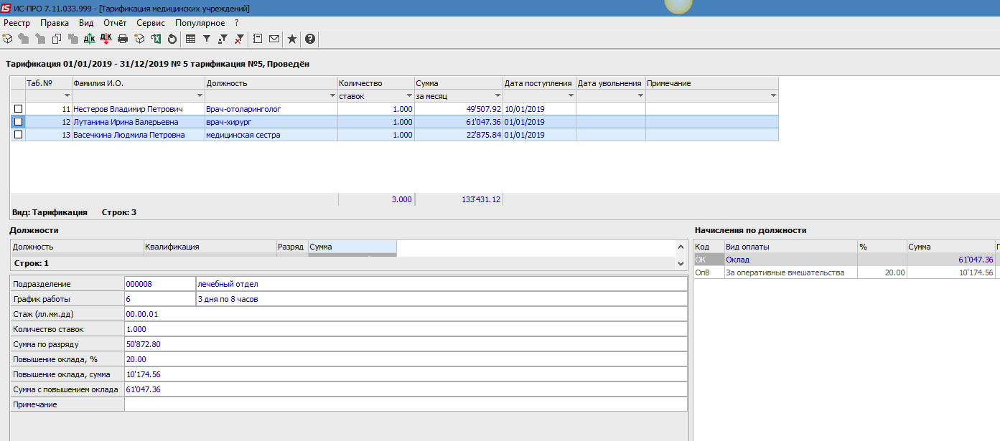 IS ИС-ПРО 7.11.033.999 - [Тарификация медицинских учреждений]
Реестр Правка Вид Отчёт Сервис Популярное ?
Тарификация 01/01/2019 - 31/12/2019 № 5 тарификация №5, Проведён
Таб.№ Фамилия И.О. Должность Количество ставок Сумма за месяц Дата поступления Дата увольнения Примечание
11 Нестеров Владимир Петрович Врач-отоларинголог 1.000 49'507.92 10/01/2019
12 Лутанина Ирина Валерьевна врач-хирург 1.000 61'047.36 01/01/2019
13 Васечкина Людмила Петровна медицинская сестра 1.000 22'875.84 01/01/2019
3.000 133'431.12
Вид: Тарификация Строк: 3
Должности
Должность Квалификация Разряд Сумма
Строк: 1
Подразделение 000008 лечебный отдел
График работы 6 3 дня по 8 часов
Стаж (лл.мм.дд) 00.00.01
Количество ставок 1.000
Сумма по разряду 50'872.80
Повышение оклада, % 20.00
Повышение оклада, сумма 10'174.56
Сумма с повышением оклада 61'047.36
Примечание
Начисления по должности
Код Вид оплаты % Сумма
ОК Оклад 61'047.36
ОпВ За оперативные вмешательства 20.00 10'174.56